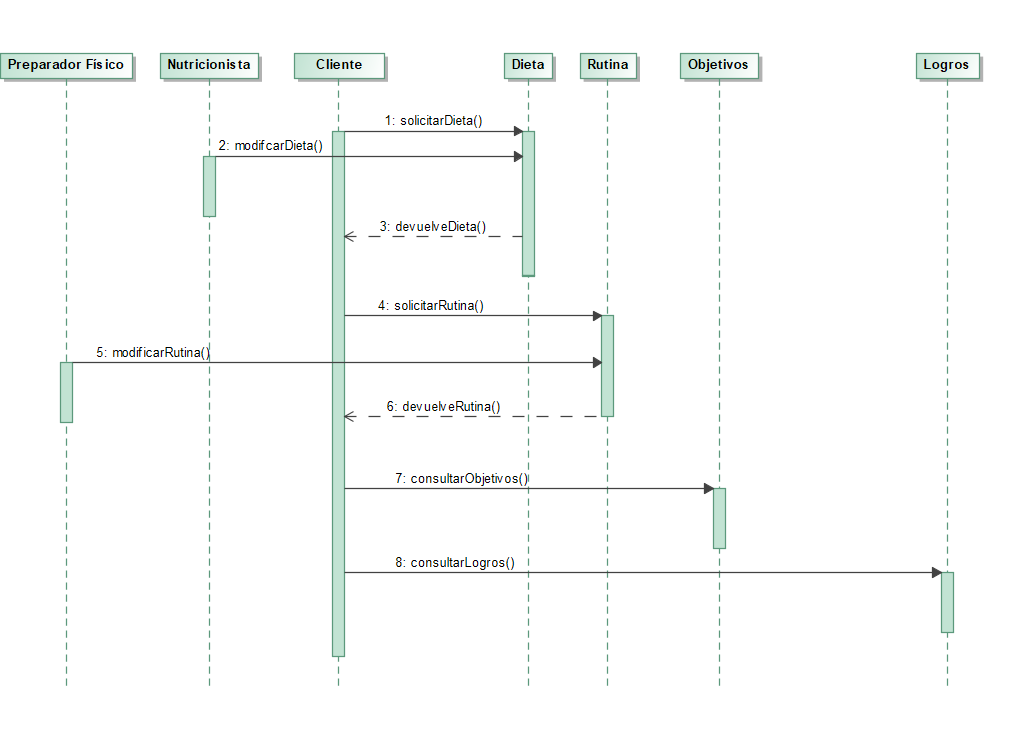 Preparador Físico
Nutricionista
Cliente
Dieta
Rutina
Objetivos
Logros
1: solicitarDieta()
2: modifcarDieta()
3: devuelveDieta()
4: solicitarRutina()
5: modificarRutina()
6: devuelveRutina()
7: consultarObjetivos()
8: consultarLogros()